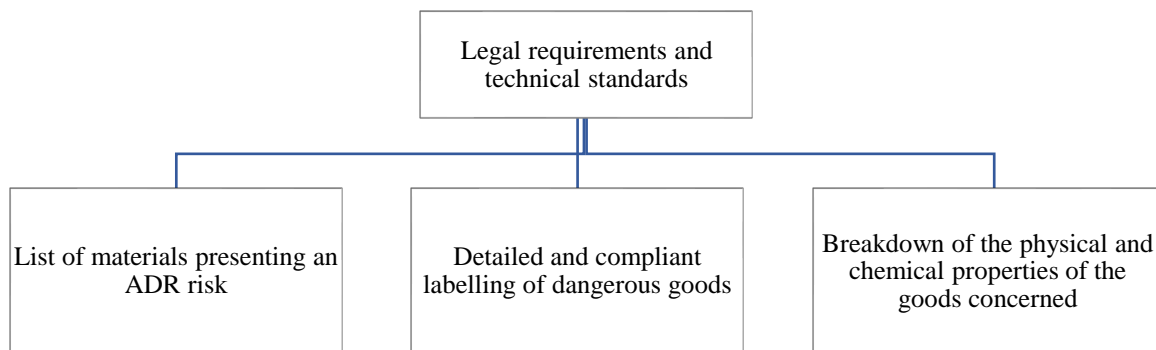 Legal requirements and
technical standards
List of materials presenting an
ADR risk
Detailed and compliant
labelling of dangerous goods
Breakdown of the physical and
chemical properties of the
goods concerned